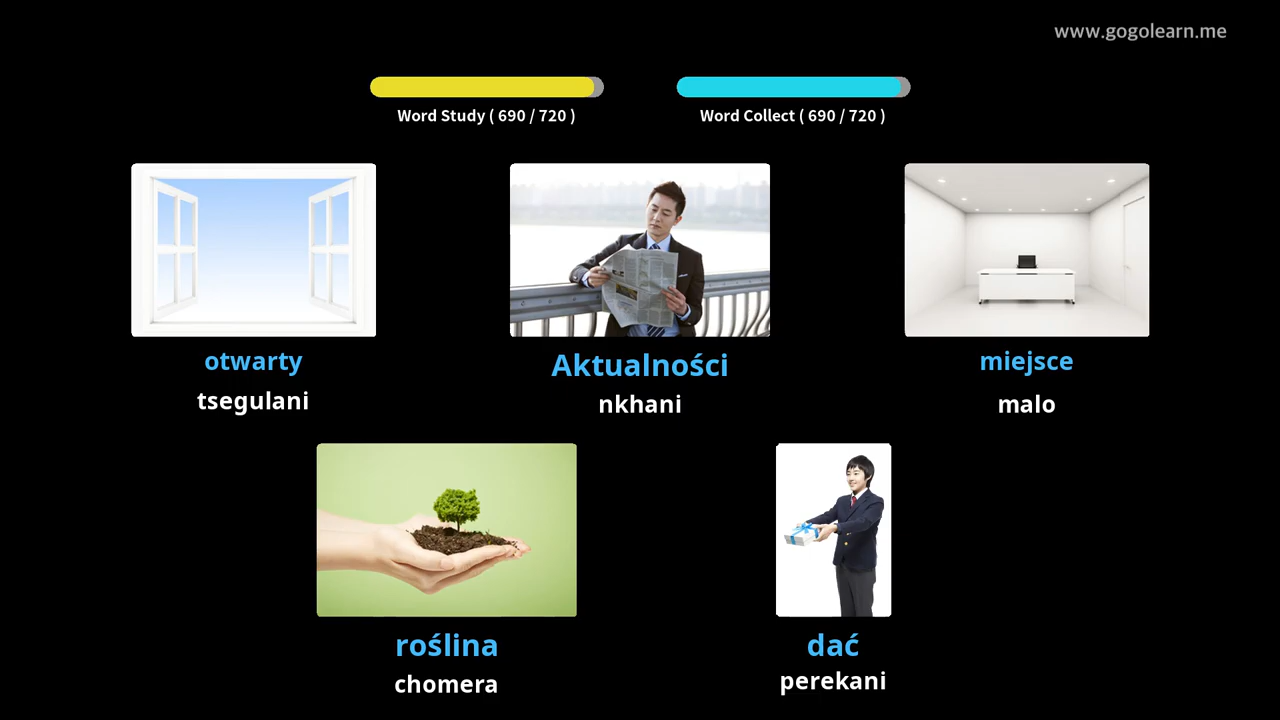 www.gogolearn.me
Word Study ( 690 / 720 )
Word Collect ( 690 / 720 )
otwarty
tsegulani
Aktualności
nkhani
miejsce
malo
roślina
chomera
dać
perekani